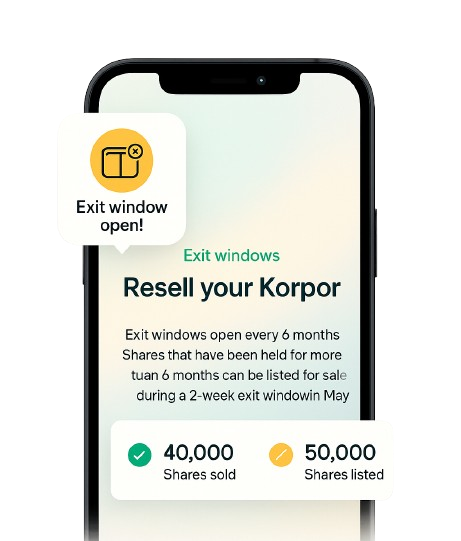 Exit window
open!
Exit windows
Resell your Korpor
Exit windows open every 6 months
Shares that have been held for more
tuan 6 months can be listed for sale
during a 2-week exit windowin May
40,000
Shares sold
50,000
Shares listed